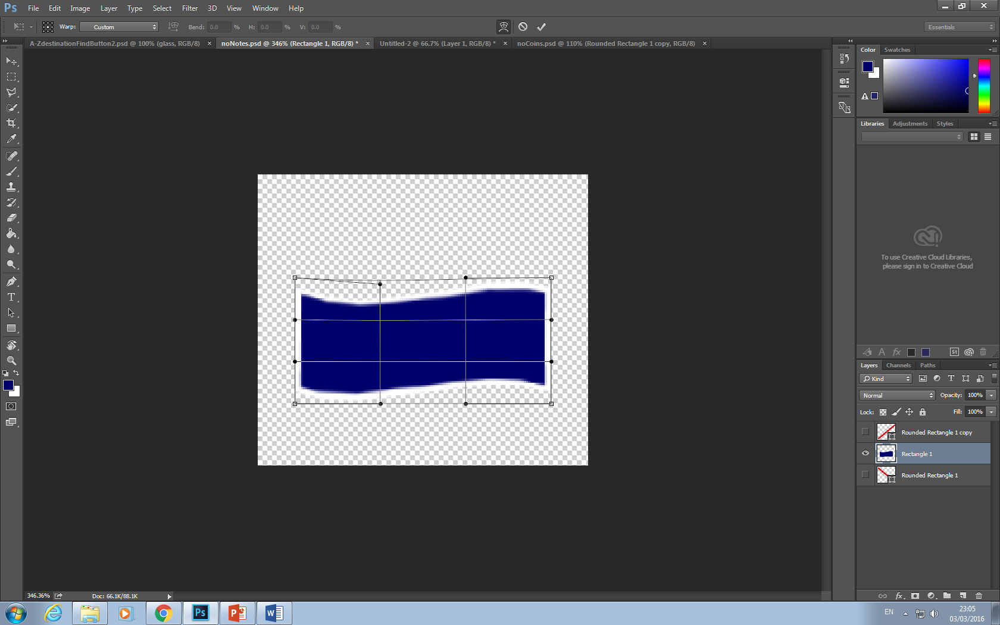 Ps File Edit Image Layer Type Select Filter 3D View Window Help
Warp: Custom Bend: 0.0 % H: 0.0 % V: 0.0 % Essentials
A-ZdestinationFindButton2.psd @ 100% (glass, RGB/8) × noNotes.psd @ 346% (Rectangle 1, RGB/8) * × Untitled-2 @ 66.7% (Layer 1, RGB/8) * × noCoins.psd @ 110% (Rounded Rectangle 1 copy, RGB/8) ×
Color Swatches
Libraries Adjustments Styles
To use Creative Cloud Libraries,
please sign in to Creative Cloud
T
A fx St
Layers Channels Paths
Kind T
Normal Opacity: 100%
Lock: Fill: 100%
Rounded Rectangle 1 copy
Rectangle 1
Rounded Rectangle 1
fx
346.36% Doc: 66.1K/88.1K
Ps P W EN 23:05
03/03/2016